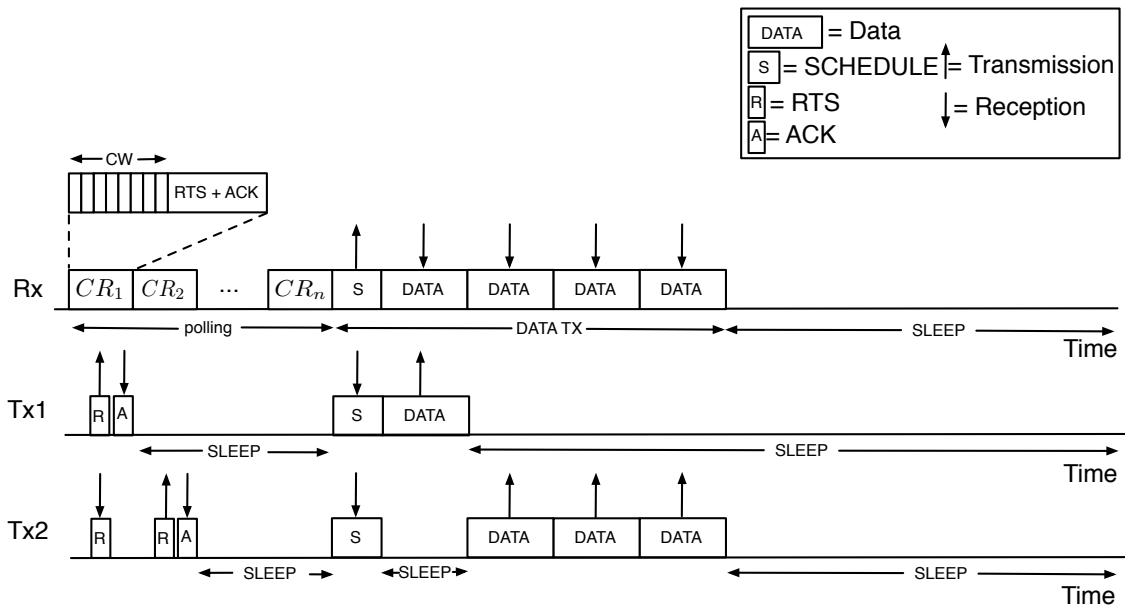 DATA = Data
S = SCHEDULE = Transmission
R = RTS = Reception
A = ACK
CW
RTS + ACK
Rx
CR1 CR2 ... CRn S DATA DATA DATA DATA
polling DATA TX SLEEP
Time
Tx1
R A S DATA
SLEEP SLEEP
Time
Tx2
R R A S DATA DATA DATA
SLEEP SLEEP SLEEP
Time